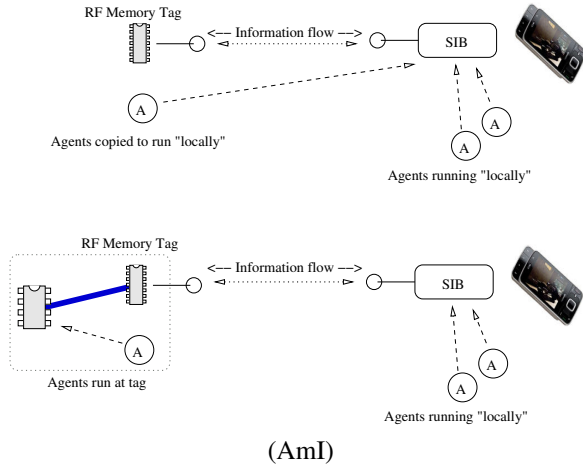 RF Memory Tag
<-- Information flow -->
SIB
A
Agents copied to run "locally"
A
A
Agents running "locally"
RF Memory Tag
<-- Information flow -->
SIB
A
A
A
Agents run at tag
Agents running "locally"
(AmI)